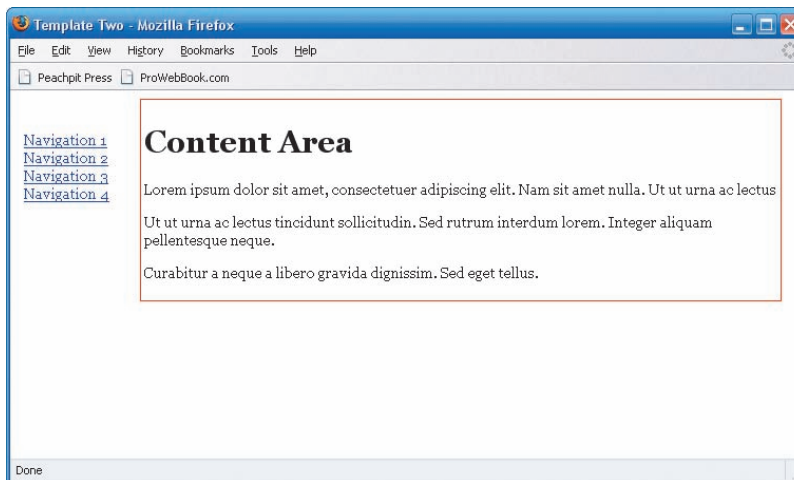 Template Two - Mozilla Firefox
File Edit View History Bookmarks Tools Help
Peachpit Press ProWebBook.com
Navigation 1
Navigation 2
Navigation 3
Navigation 4
Content Area
Lorem ipsum dolor sit amet, consectetuer adipiscing elit. Nam sit amet nulla. Ut ut urna ac lectus
Ut ut urna ac lectus tincidunt sollicitudin. Sed rutrum interdum lorem. Integer aliquam
pellentesque neque.
Curabitur a neque a libero gravida dignissim. Sed eget tellus.
Done